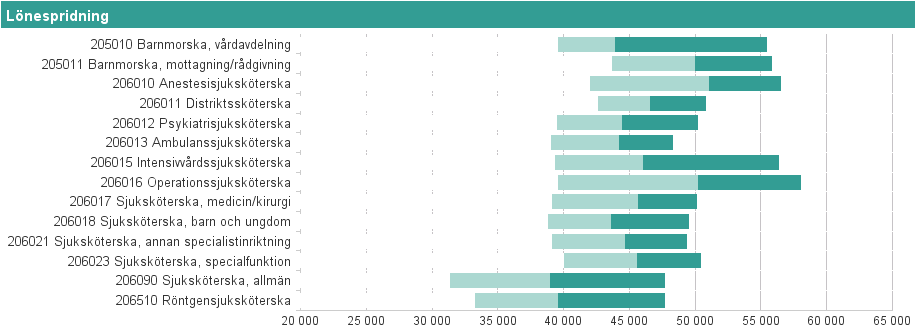 Lönespridning
205010 Barnmorska, vårdavdelning
205011 Barnmorska, mottagning/rådgivning
206010 Anestesisjuksköterska
206011 Distriktssköterska
206012 Psykiatrisjuksköterska
206013 Ambulanssjuksköterska
206015 Intensiwårdssjuksköterska
206016 Operationssjuksköterska
206017 Sjuksköterska, medicin/kirurgi
206018 Sjuksköterska, barn och ungdom
206021 Sjuksköterska, annan specialistinriktning
206023 Sjuksköterska, specialfunktion
206090 Sjuksköterska, allmän
206510 Röntgensjuksköterska
20 000 25 000 30 000 35 000 40 000 45 000 50 000 55 000 60 000 65 000